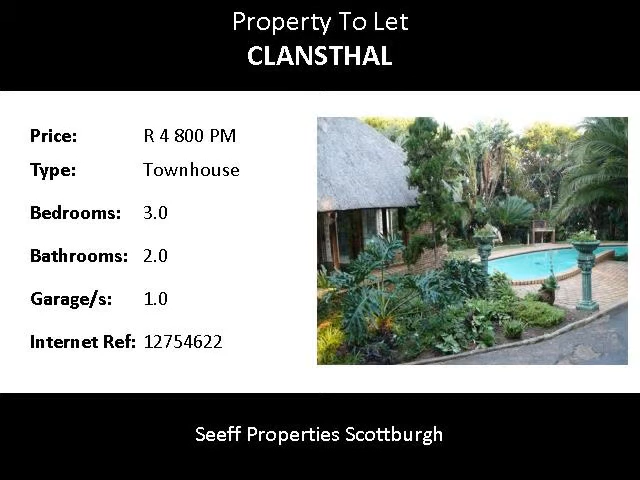 Property To Let
CLANSTHAL
Price: R 4 800 PM
Type: Townhouse
Bedrooms: 3.0
Bathrooms: 2.0
Garage/s: 1.0
Internet Ref: 12754622
Seeff Properties Scottburgh